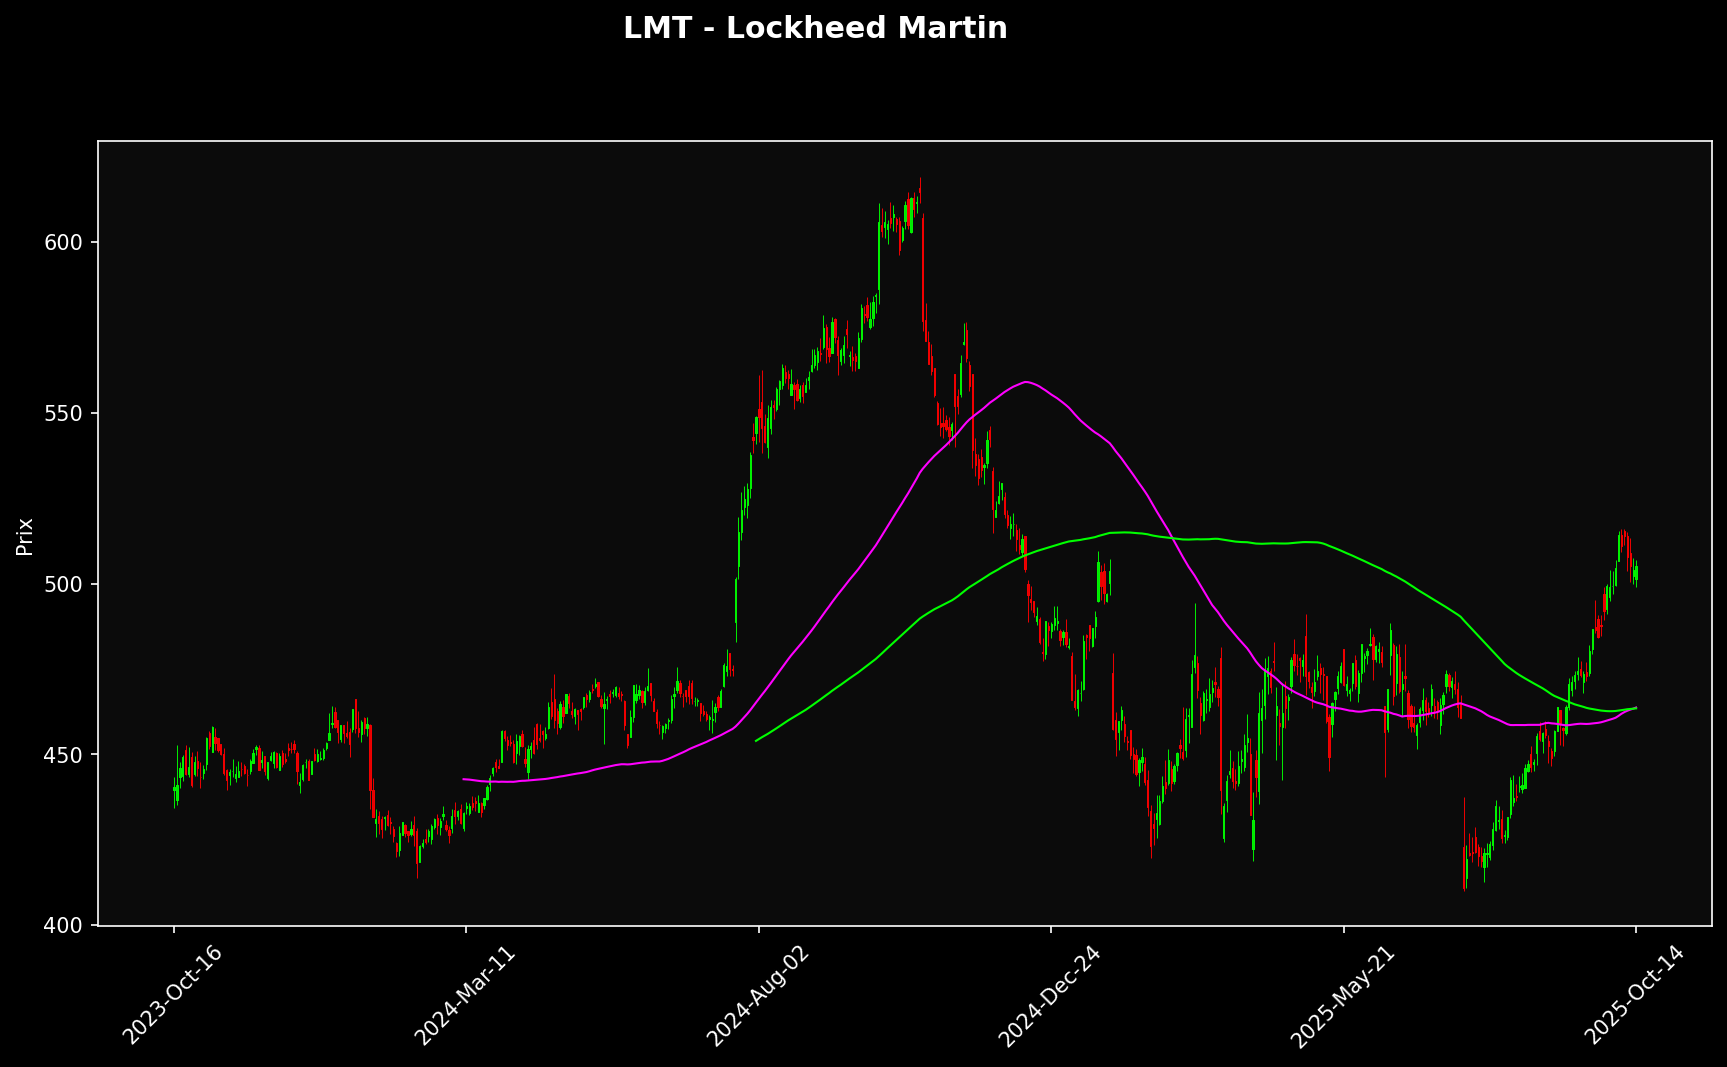 LMT - Lockheed Martin
Prix
600
550
500
450
400
2023-Oct-16
2024-Mar-11
2024-Aug-02
2024-Dec-24
2025-May-21
2025-Oct-14